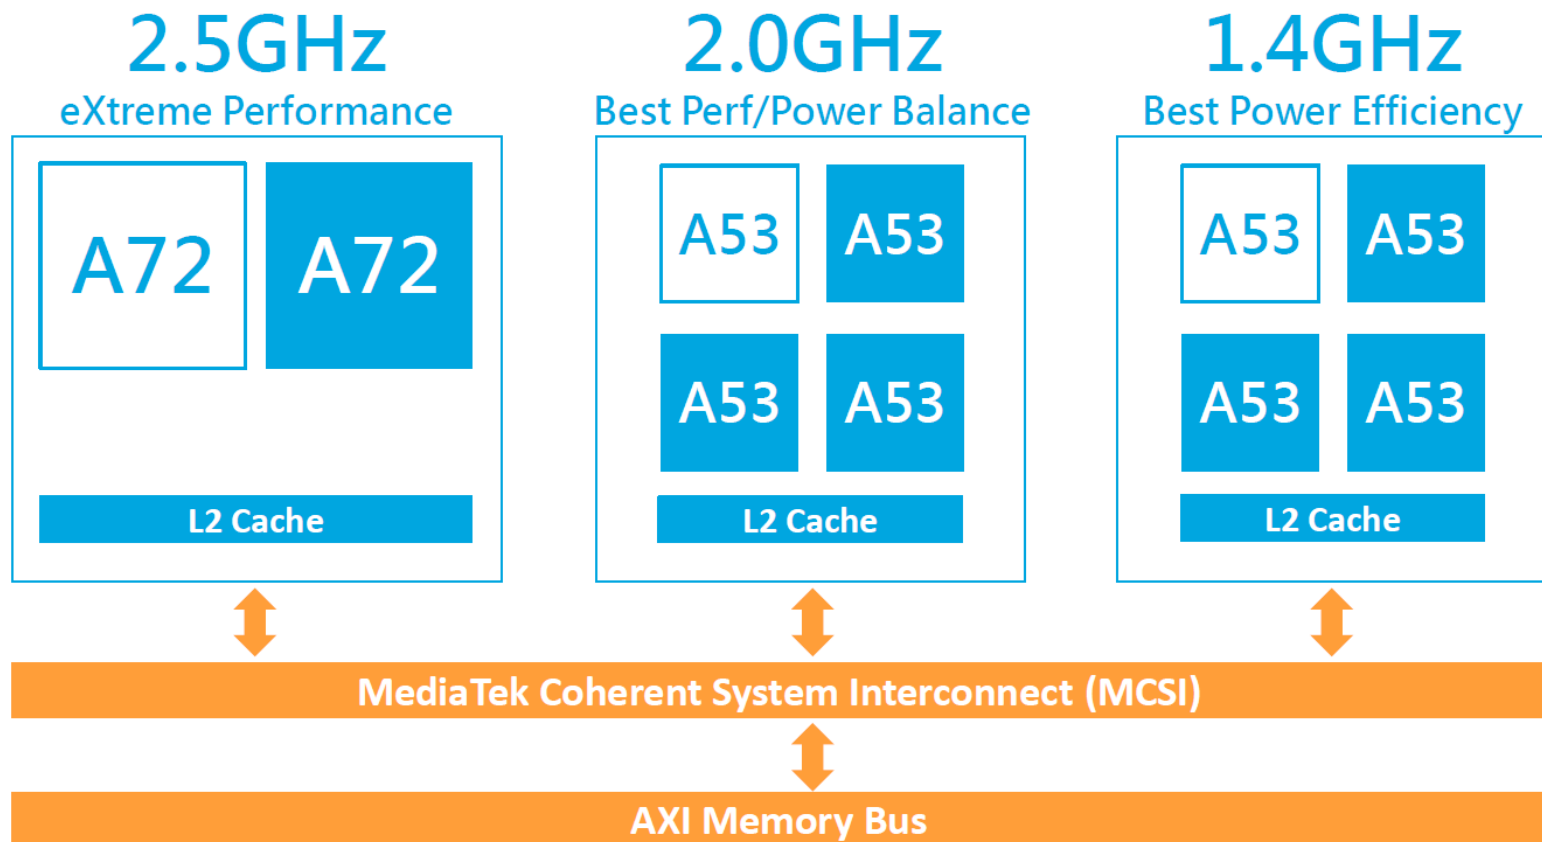 2.5GHz
eXtreme Performance
A72 A72
L2 Cache
2.0GHz
Best Perf/Power Balance
A53 A53
A53 A53
L2 Cache
1.4GHz
Best Power Efficiency
A53 A53
A53 A53
L2 Cache
MediaTek Coherent System Interconnect (MCSI)
AXI Memory Bus